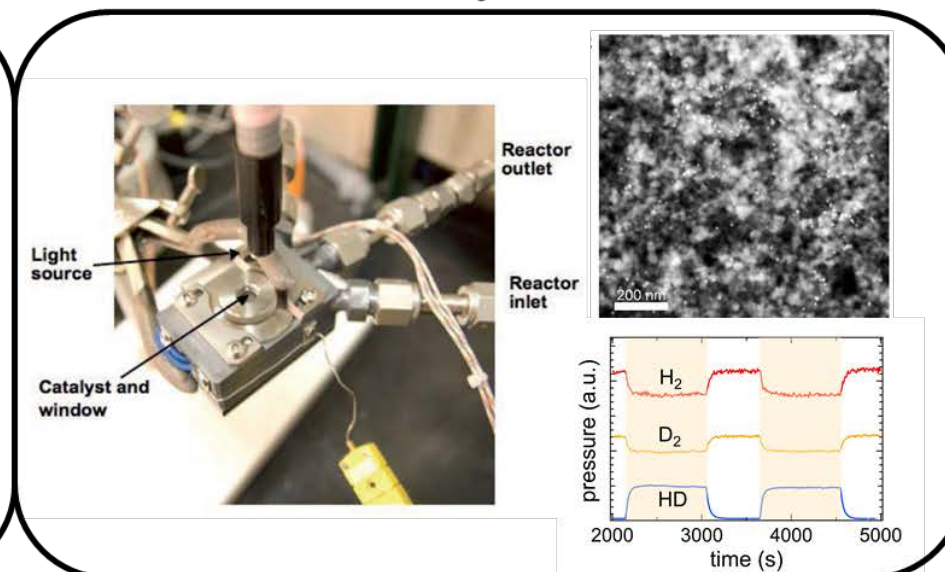 Reactor
outlet
Light
source
Reactor
inlet
Catalyst and
window
200 nm
pressure (a.u.)
H₂
D₂
HD
2000 3000 4000 5000
time (s)